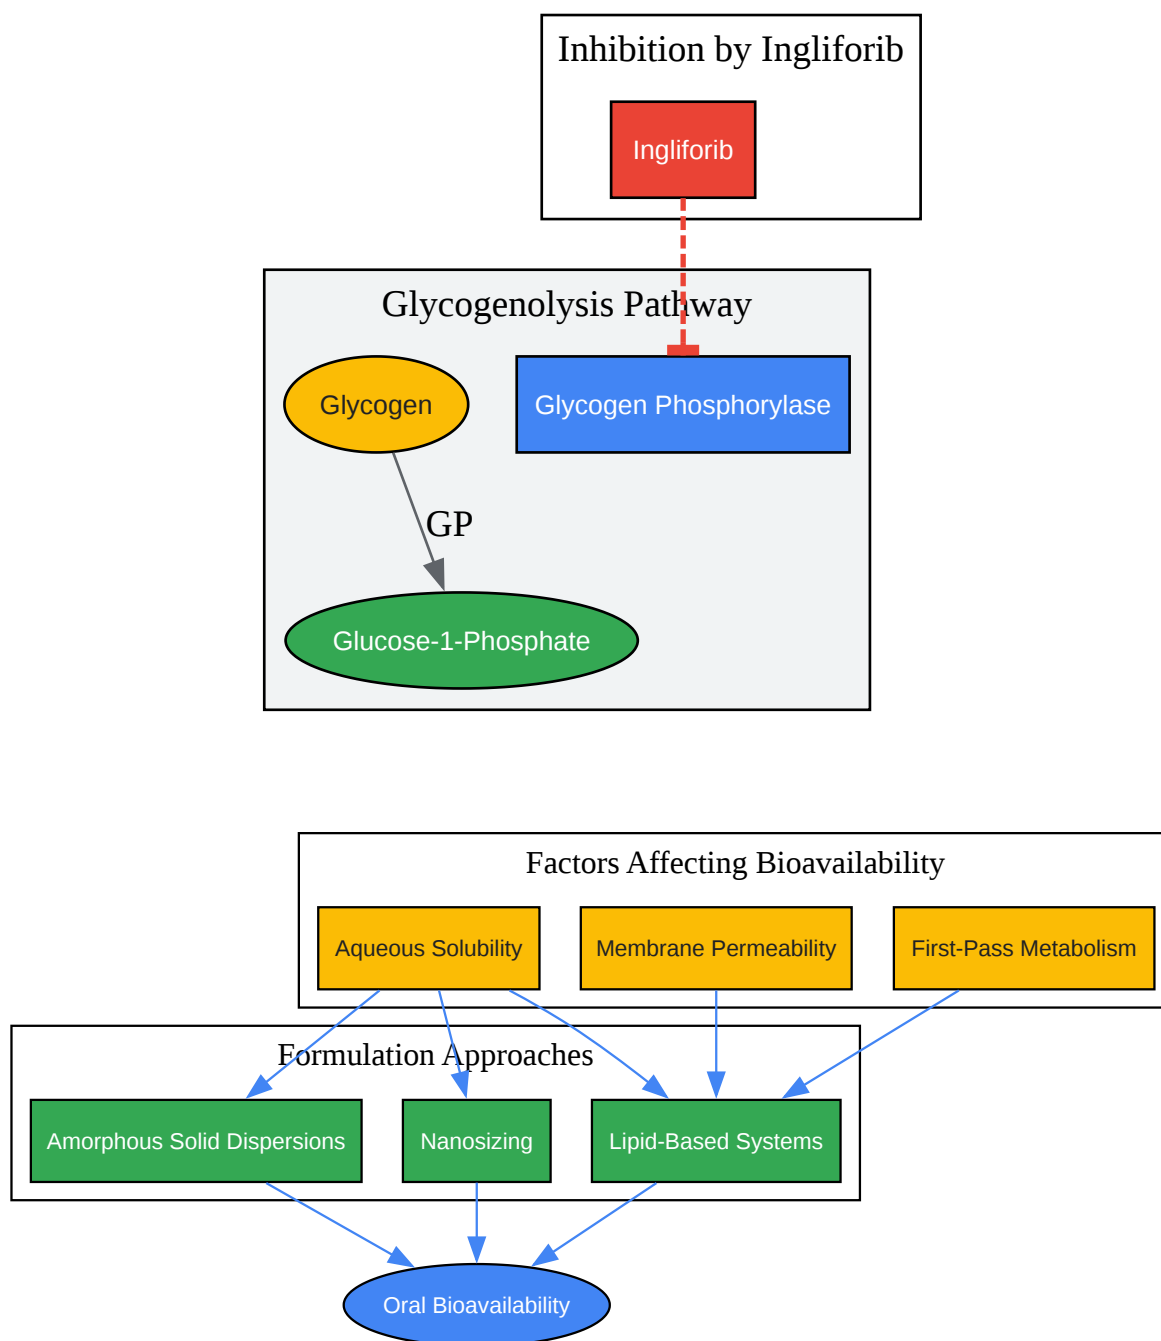 Inhibition by Ingliforib
Ingliforib
Glycogenolysis Pathway
Glycogen
Glycogen Phosphorylase
GP
Glucose-1-Phosphate
Factors Affecting Bioavailability
Aqueous Solubility
Membrane Permeability
First-Pass Metabolism
Formulation Approaches
Amorphous Solid Dispersions
Nanosizing
Lipid-Based Systems
Oral Bioavailability